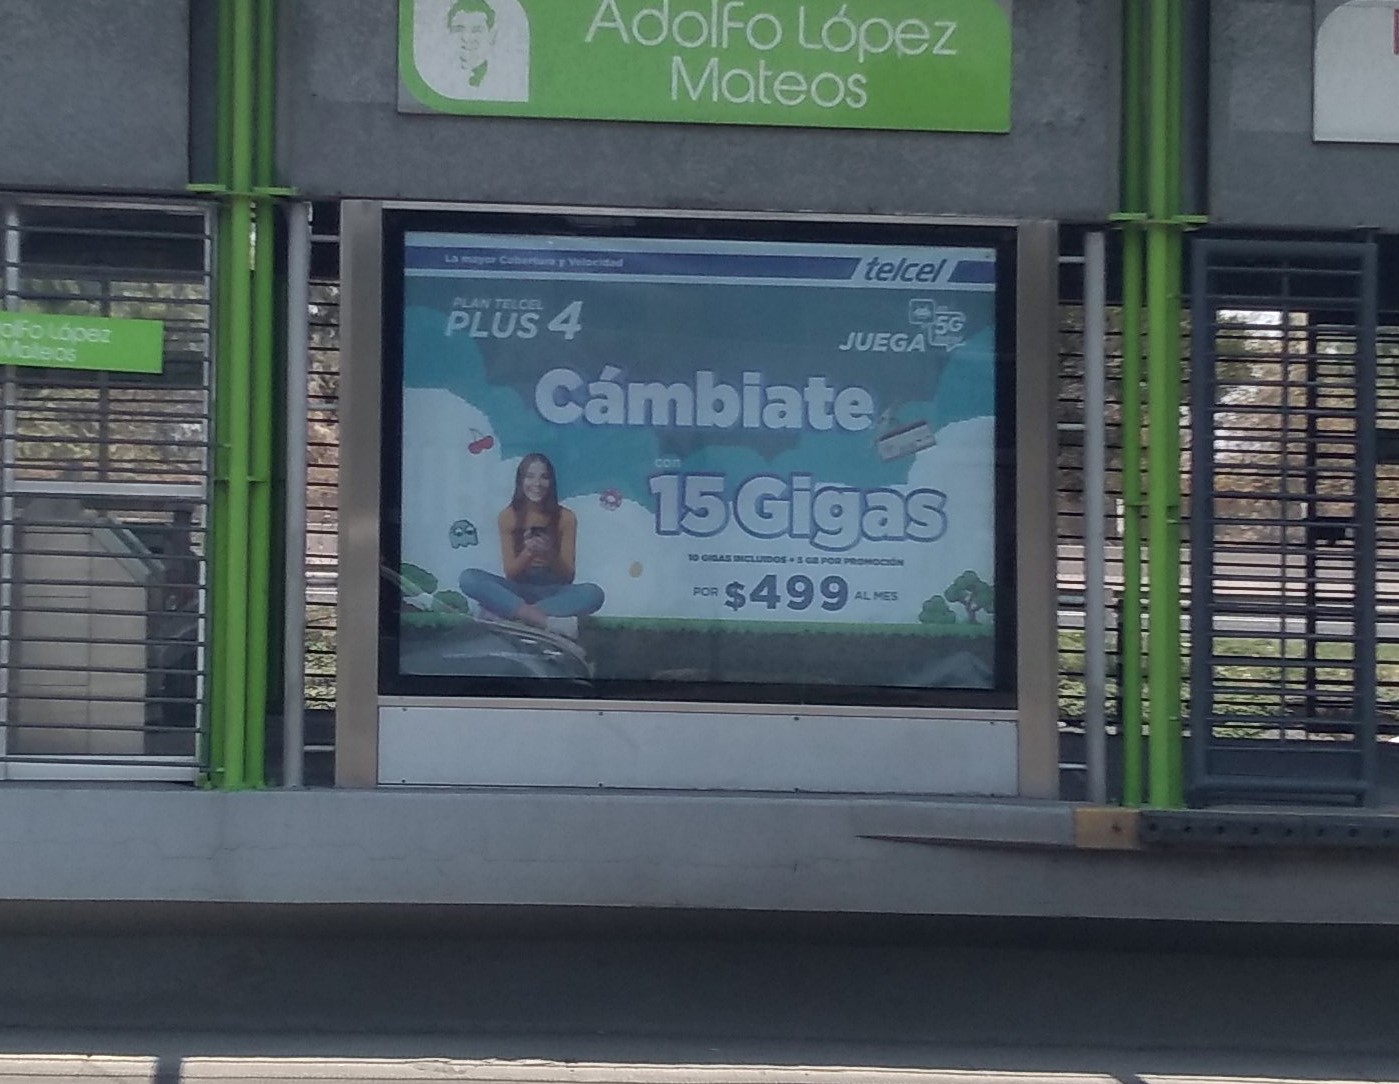 Adolfo López
Mateos
olfo López
Mateos
La mayor Cobertura y Velocidad
telcel
PLAN TELCEL
PLUS 4
JUEGA
5G
Cámbiate
con
15 Gigas
10 GIGAS INCLUIDOS + 5 GB POR PROMOCIÓN
POR $499 AL MES